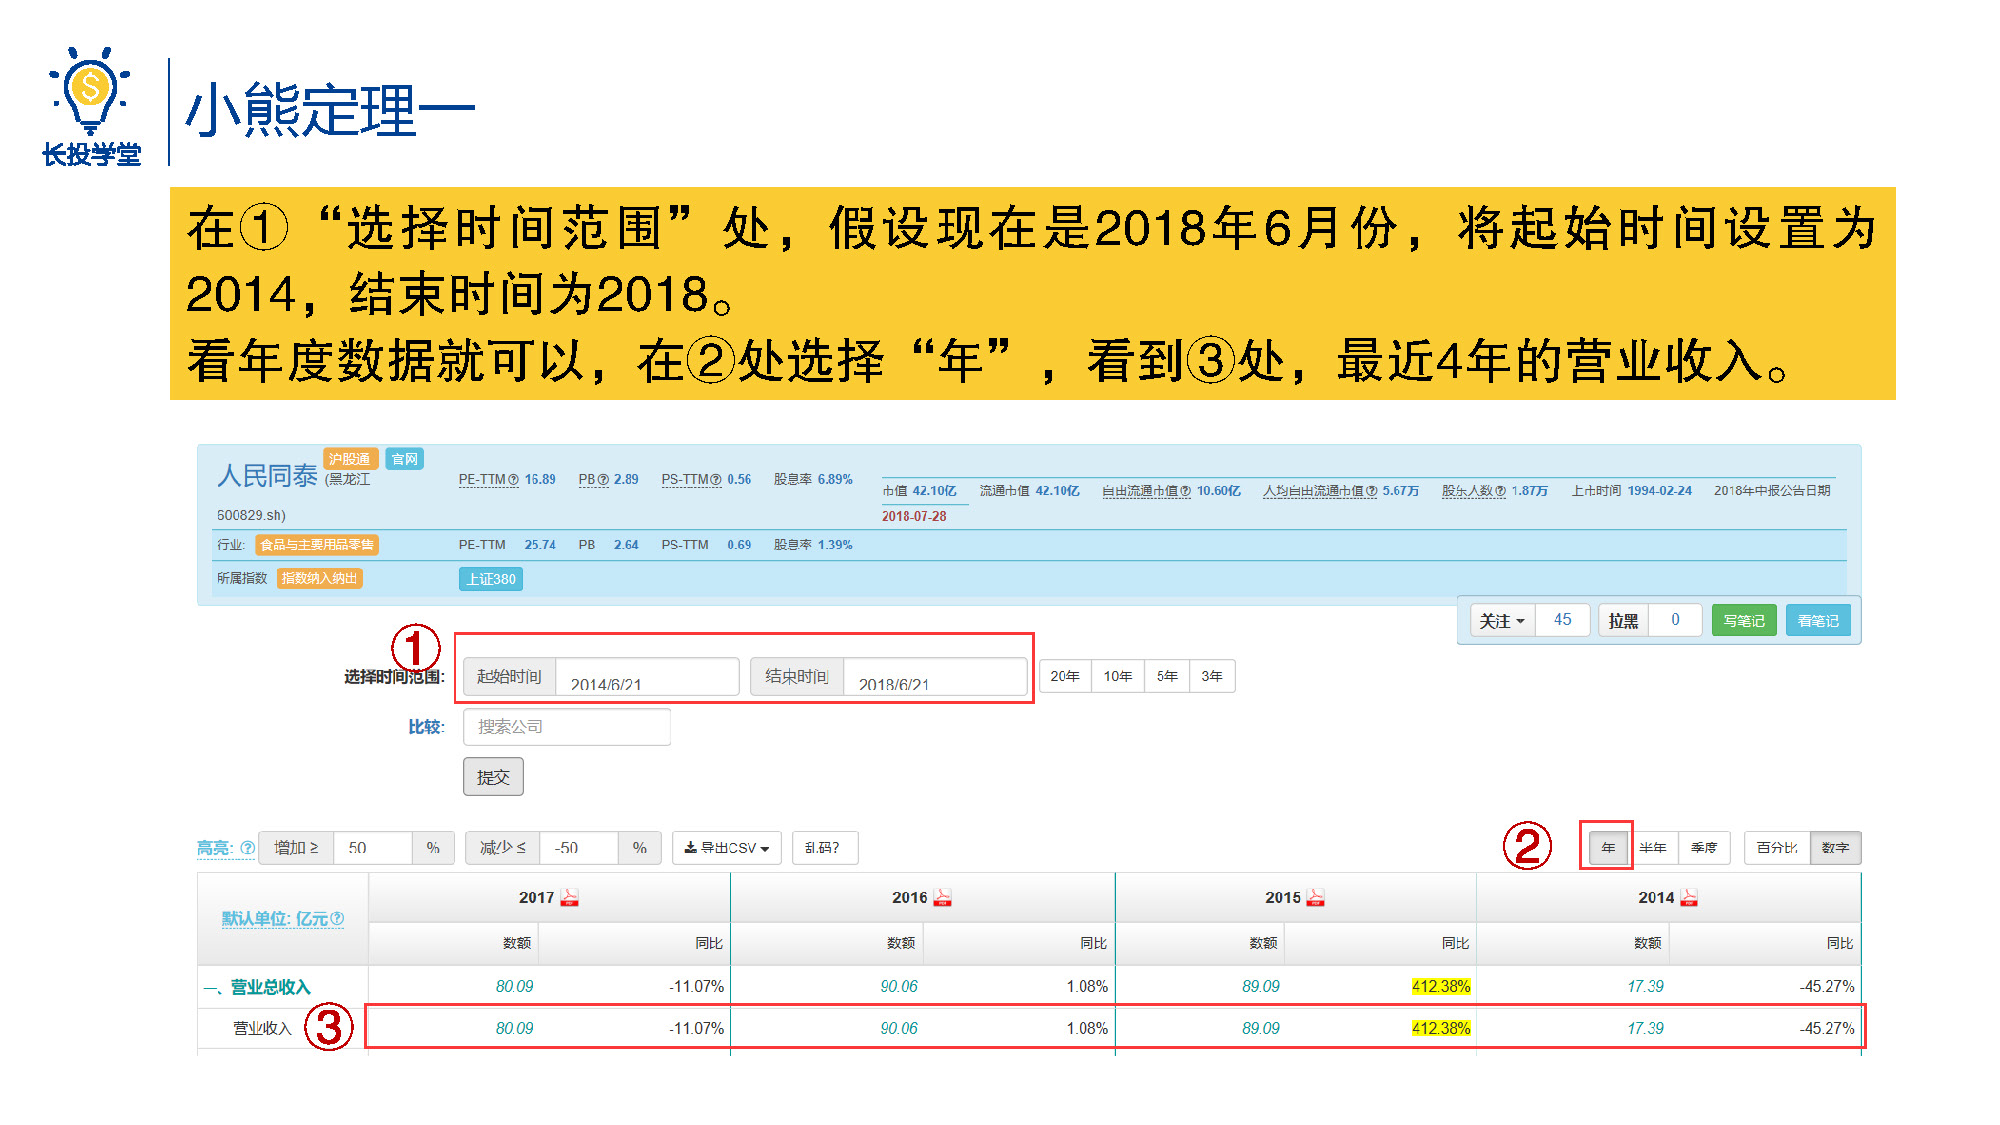 长投学堂
小熊定理一
在①“选择时间范围”处，假设现在是2018年6月份，将起始时间设置为
2014，结束时间为2018。
看年度数据就可以，在②处选择“年”，看到③处，最近4年的营业收入。
人民同泰 (黑龙江 沪股通 官网
600829.sh)
PE-TTM 16.89 PB 2.89 PS-TTM 0.56 股息率 6.89%
市值 42.10亿 流通市值 42.10亿 自由流通市值 10.60亿 人均自由流通市值 5.67万 股东人数 1.87万 上市时间 1994-02-24 2018年中报公告日期
2018-07-28
行业: 食品与主要用品零售 PE-TTM 25.74 PB 2.64 PS-TTM 0.69 股息率 1.39%
所属指数 指数纳入纳出 上证380
关注 45 拉黑 0 写笔记 看笔记
①
选择时间范围: 起始时间 2014/6/21 结束时间 2018/6/21 20年 10年 5年 3年
比较: 搜索公司
提交
高亮: 增加 ≥ 50 % 减少 ≤ -50 % 导出CSV 乱码? ② 年 半年 季度 百分比 数字
默认单位: 亿元 2017 2016 2015 2014
数额 同比 数额 同比 数额 同比 数额 同比
一、营业总收入 80.09 -11.07% 90.06 1.08% 89.09 412.38% 17.39 -45.27%
营业收入 ③ 80.09 -11.07% 90.06 1.08% 89.09 412.38% 17.39 -45.27%